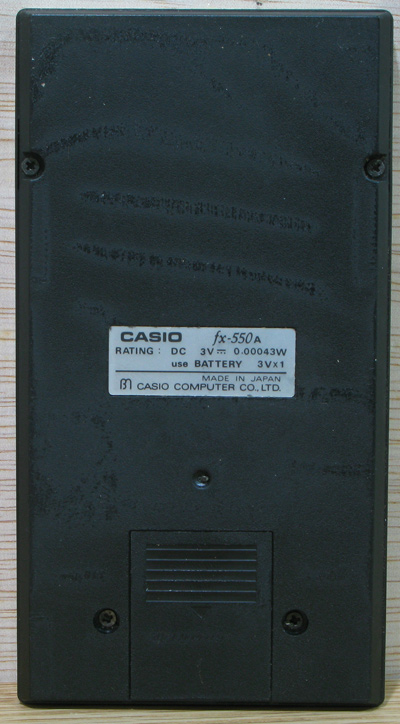 CASIO fx-550A
RATING: DC 3V⎓ 0.00043W
use BATTERY 3V×1
MADE IN JAPAN
CASIO COMPUTER CO.,LTD.